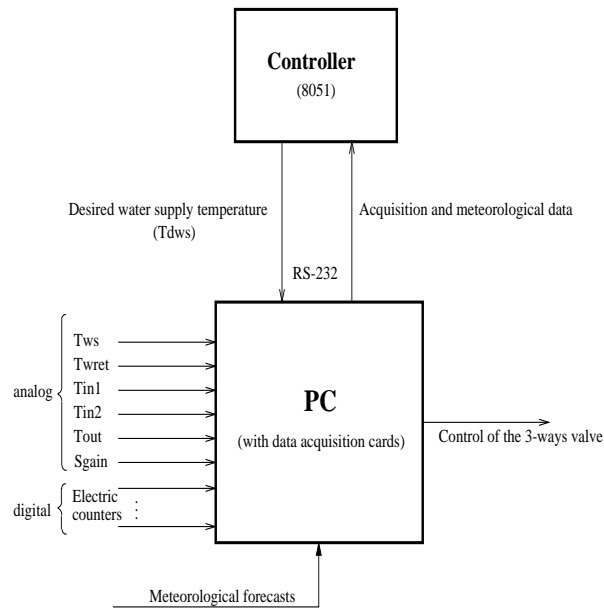 Controller
(8051)
Desired water supply temperature
(Tdws)
Acquisition and meteorological data
RS-232
analog
Tws
Twret
Tin1
Tin2
Tout
Sgain
digital
Electric
counters
PC
(with data acquisition cards)
Control of the 3-ways valve
Meteorological forecasts